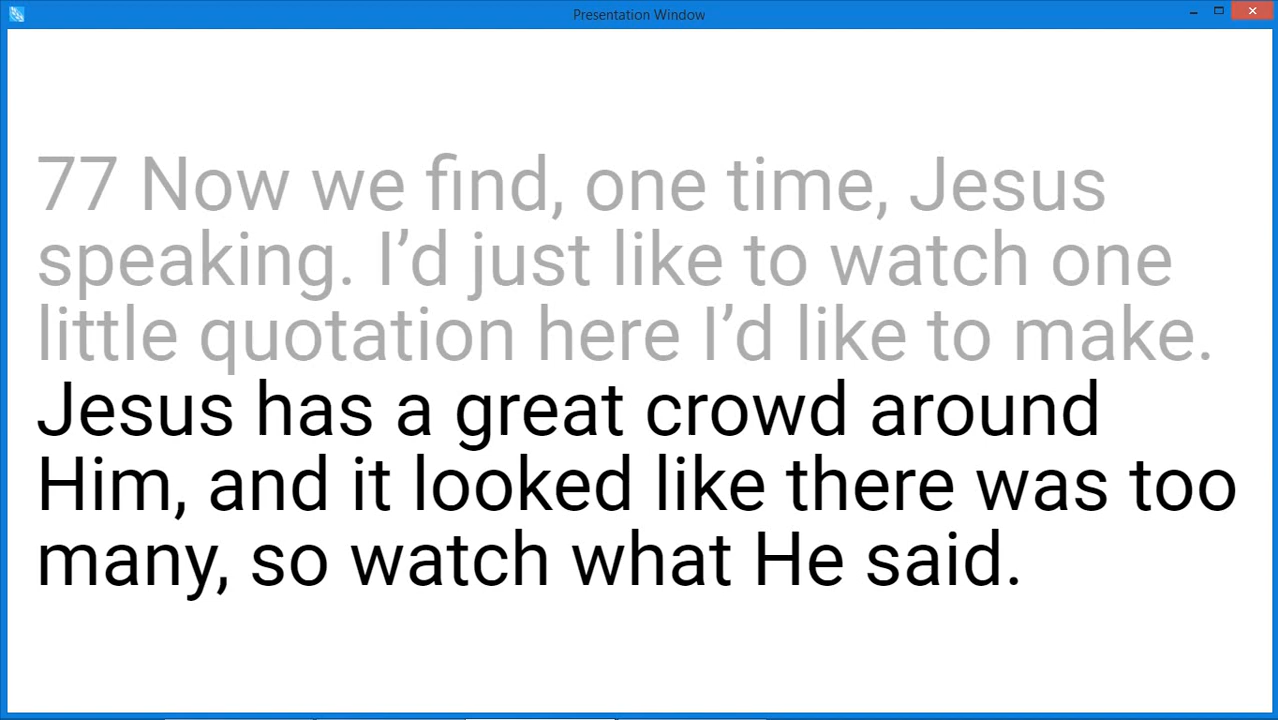 Presentation Window
77 Now we find, one time, Jesus
speaking. I’d just like to watch one
little quotation here I’d like to make.
Jesus has a great crowd around
Him, and it looked like there was too
many, so watch what He said.